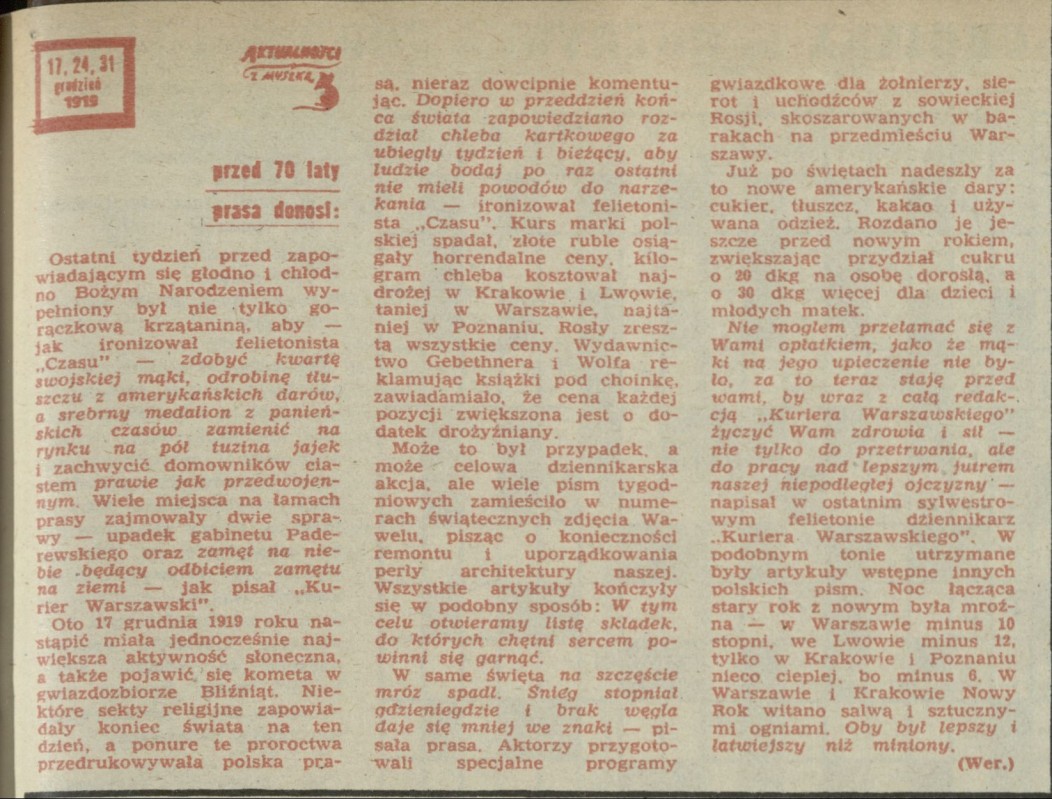 17, 24, 31
grudzień
1919
AKTUALNOŚCI
Z MYSZKĄ
przed 70 laty
prasa donosi:
Ostatni tydzień przed zapo-
wiadającym się głodno i chłod-
no Bożym Narodzeniem wy-
pełniony był nie tylko go-
rączkową krzątaniną, aby —
jak ironizował felietonista
„Czasu" — zdobyć kwartę
swojskiej mąki, odrobinę tłu-
szczu z amerykańskich darów,
a srebrny medalion z panień-
skich czasów zamienić na
rynku na pół tuzina jajek
i zachwycić domowników cia-
stem prawie jak przedwojen-
nym. Wiele miejsca na łamach
prasy zajmowały dwie spra-
wy — upadek gabinetu Pade-
rewskiego oraz zamęt na nie-
bie będący odbiciem zamętu
na ziemi — jak pisał „Ku-
rier Warszawski".
Oto 17 grudnia 1919 roku na-
stąpić miała jednocześnie naj-
większa aktywność słoneczna,
a także pojawić się kometa w
gwiazdozbiorze Bliźniąt. Nie-
które sekty religijne zapowia-
dały koniec świata na ten
dzień, a ponure te proroctwa
przedrukowywała polska pra-
sa, nieraz dowcipnie komentu-
jąc. Dopiero w przeddzień koń-
ca świata zapowiedziano roz-
dział chleba kartkowego za
ubiegły tydzień i bieżący, aby
ludzie bodaj po raz ostatni
nie mieli powodów do narze-
kania — ironizował felietoni-
sta „Czasu". Kurs marki pol-
skiej spadał, złote ruble osią-
gały horrendalne ceny, kilo-
gram chleba kosztował naj-
drożej w Krakowie i Lwowie,
taniej w Warszawie, najta-
niej w Poznaniu. Rosły zresz-
tą wszystkie ceny. Wydawnic-
two Gebethnera i Wolfa re-
klamując książki pod choinkę,
zawiadamiało, że cena każdej
pozycji zwiększona jest o do-
datek drożyźniany.
Może to był przypadek, a
może celowa dziennikarska
akcja, ale wiele pism tygod-
niowych zamieściło w nume-
rach świątecznych zdjęcia Wa-
welu, pisząc o konieczności
remontu i uporządkowania
perły architektury naszej.
Wszystkie artykuły kończyły
się w podobny sposób: W tym
celu otwieramy listę składek,
do których chętni sercem po-
winni się garnąć.
W same święta na szczęście
mróz spadł. Śnieg stopniał
gdzieniegdzie i brak węgla
daje się mniej we znaki — pi-
sała prasa. Aktorzy przygoto-
wali specjalne programy
gwiazdkowe dla żołnierzy, sie-
rot i uchodźców z sowieckiej
Rosji, skoszarowanych w ba-
rakach na przedmieściu War-
szawy.
Już po świętach nadeszły za
to nowe amerykańskie dary:
cukier, tłuszcz, kakao i uży-
wana odzież. Rozdano je je-
szcze przed nowym rokiem,
zwiększając przydział cukru
o 20 dkg na osobę dorosłą, a
o 30 dkg więcej dla dzieci i
młodych matek.
Nie mogłem przełamać się z
Wami opłatkiem, jako że mą-
ki na jego upieczenie nie by-
ło, za to teraz staję przed
wami, by wraz z całą redak-
cją „Kuriera Warszawskiego"
życzyć Wam zdrowia i sił —
nie tylko do przetrwania, ale
do pracy nad lepszym jutrem
naszej niepodległej ojczyzny —
napisał w ostatnim sylwestro-
wym felietonie dziennikarz
„Kuriera Warszawskiego". W
podobnym tonie utrzymane
były artykuły wstępne innych
polskich pism. Noc łącząca
stary rok z nowym była mroź-
na — w Warszawie minus 10
stopni, we Lwowie minus 12,
tylko w Krakowie i Poznaniu
nieco cieplej, bo minus 6. W
Warszawie i Krakowie Nowy
Rok witano salwą i sztuczny-
mi ogniami. Oby był lepszy i
łatwiejszy niż miniony.
(Wer.)